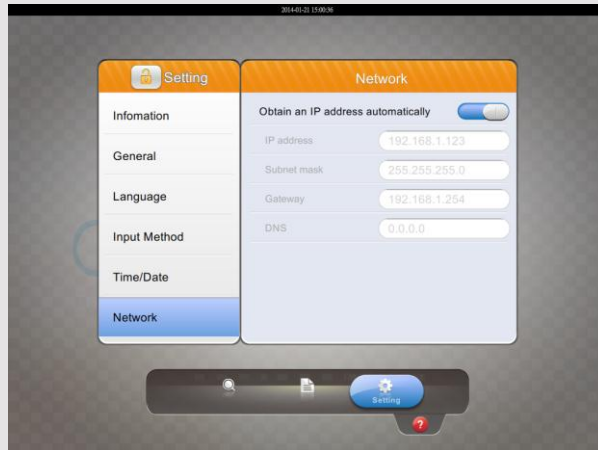 2014-01-21 15:00:36
Setting
Network
Infomation
General
Language
Input Method
Time/Date
Network
Obtain an IP address automatically
IP address 192.168.1.123
Subnet mask 255.255.255.0
Gateway 192.168.1.254
DNS 0.0.0.0
Setting
?